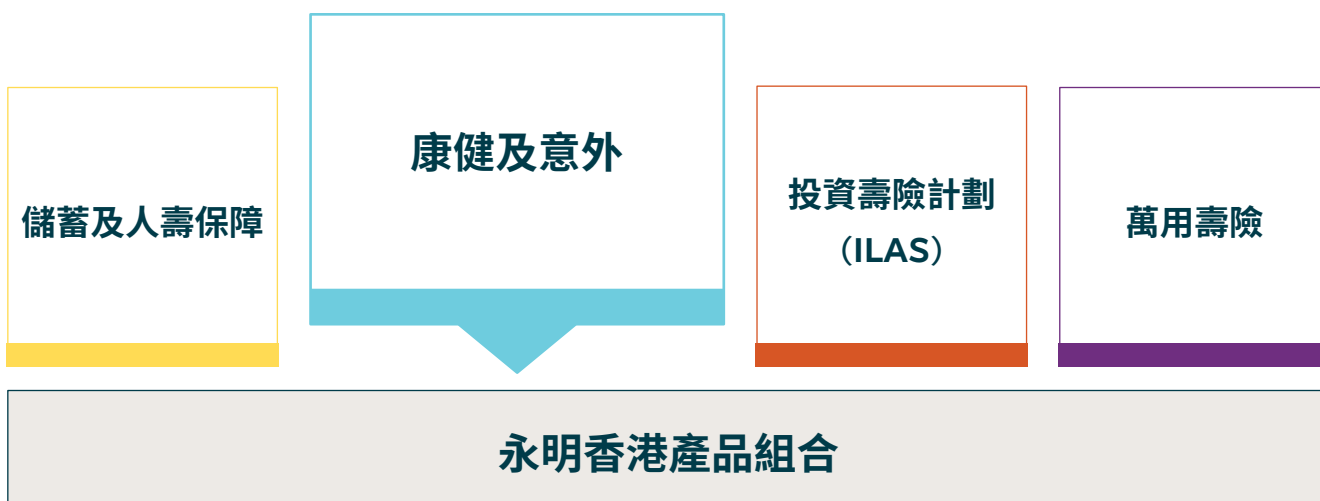 儲蓄及人壽保障
康健及意外
投資壽險計劃
（ILAS）
萬用壽險
永明香港產品組合